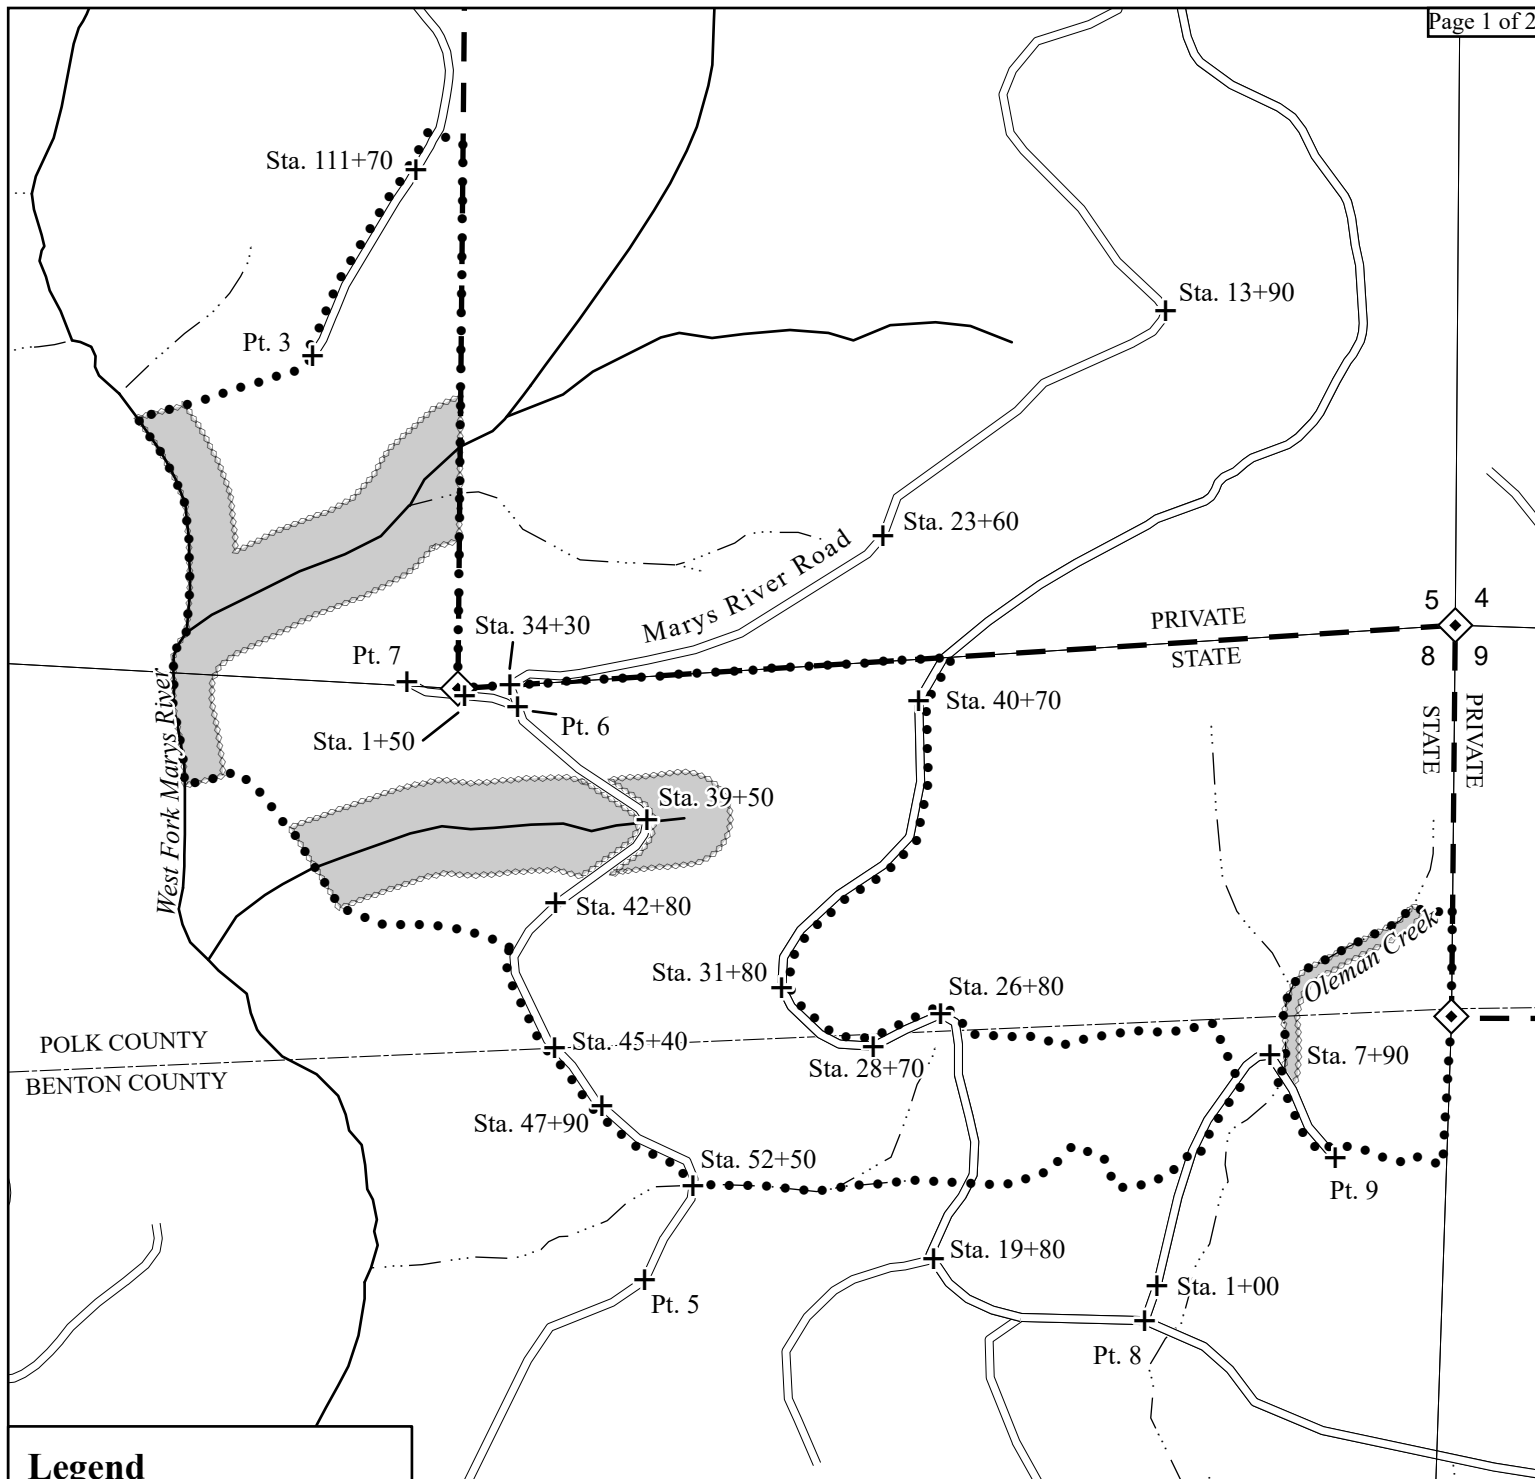 Page 1 of 2
Sta. 111+70
Sta. 13+90
Pt. 3
Sta. 23+60
Marys River Road
5 4
8 9
PRIVATE
STATE
Sta. 34+30
Pt. 7
Sta. 40+70
Pt. 6
Sta. 1+50
STATE
PRIVATE
West Fork Marys River
Sta. 39+50
Sta. 42+80
Oleman Creek
Sta. 31+80
Sta. 26+80
POLK COUNTY
BENTON COUNTY
Sta. 45+40
Sta. 28+70
Sta. 7+90
Sta. 47+90
Sta. 52+50
Pt. 9
Sta. 19+80
Sta. 1+00
Pt. 5
Pt. 8
Legend